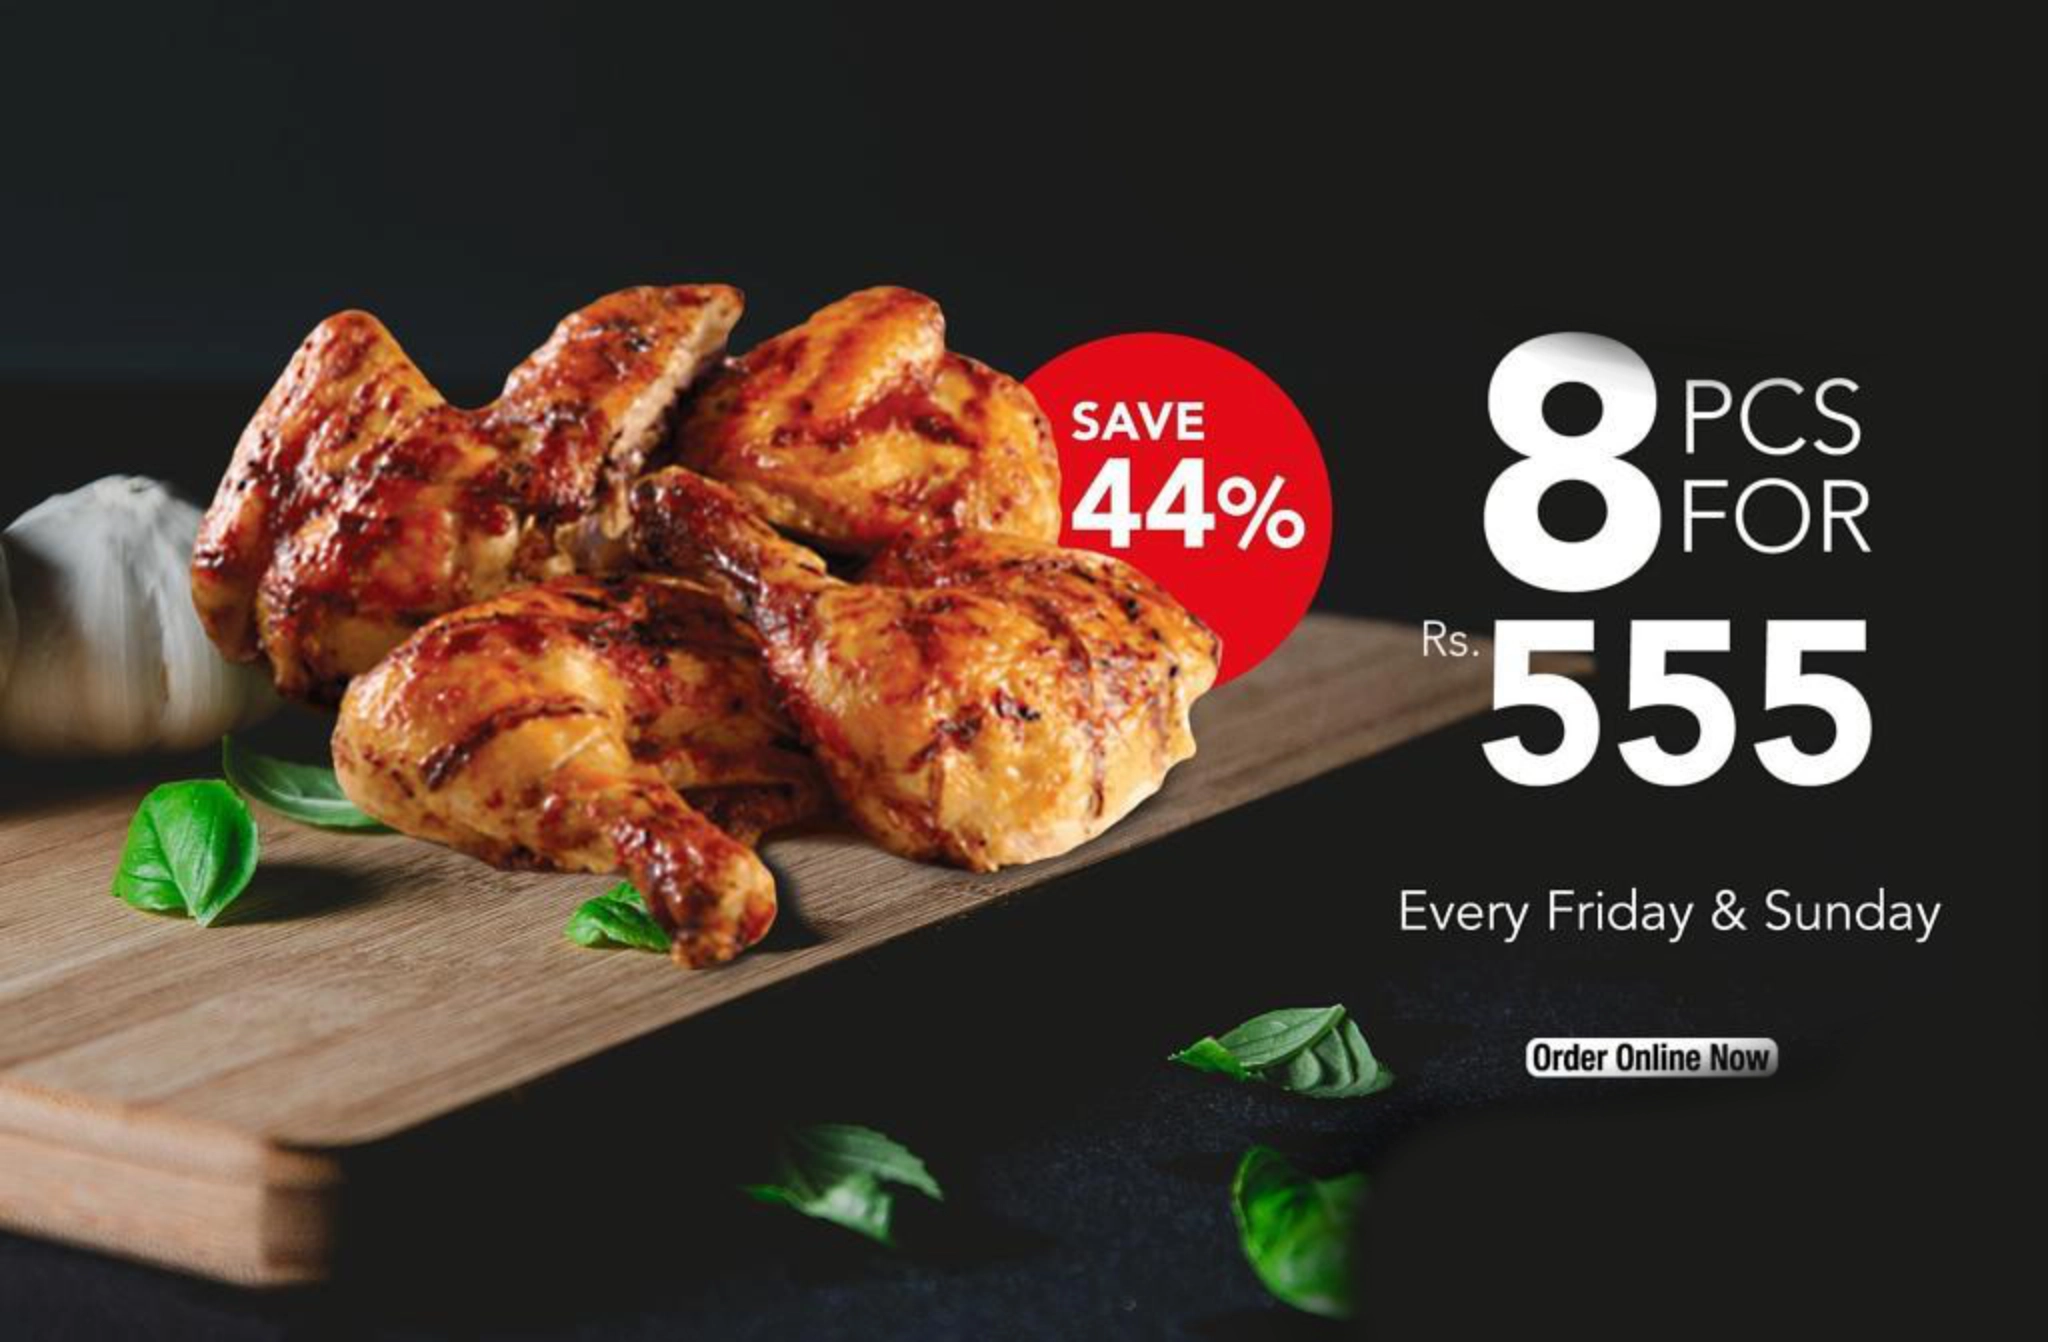 SAVE
44%
8 PCS
FOR
Rs. 555
Every Friday & Sunday
Order Online Now